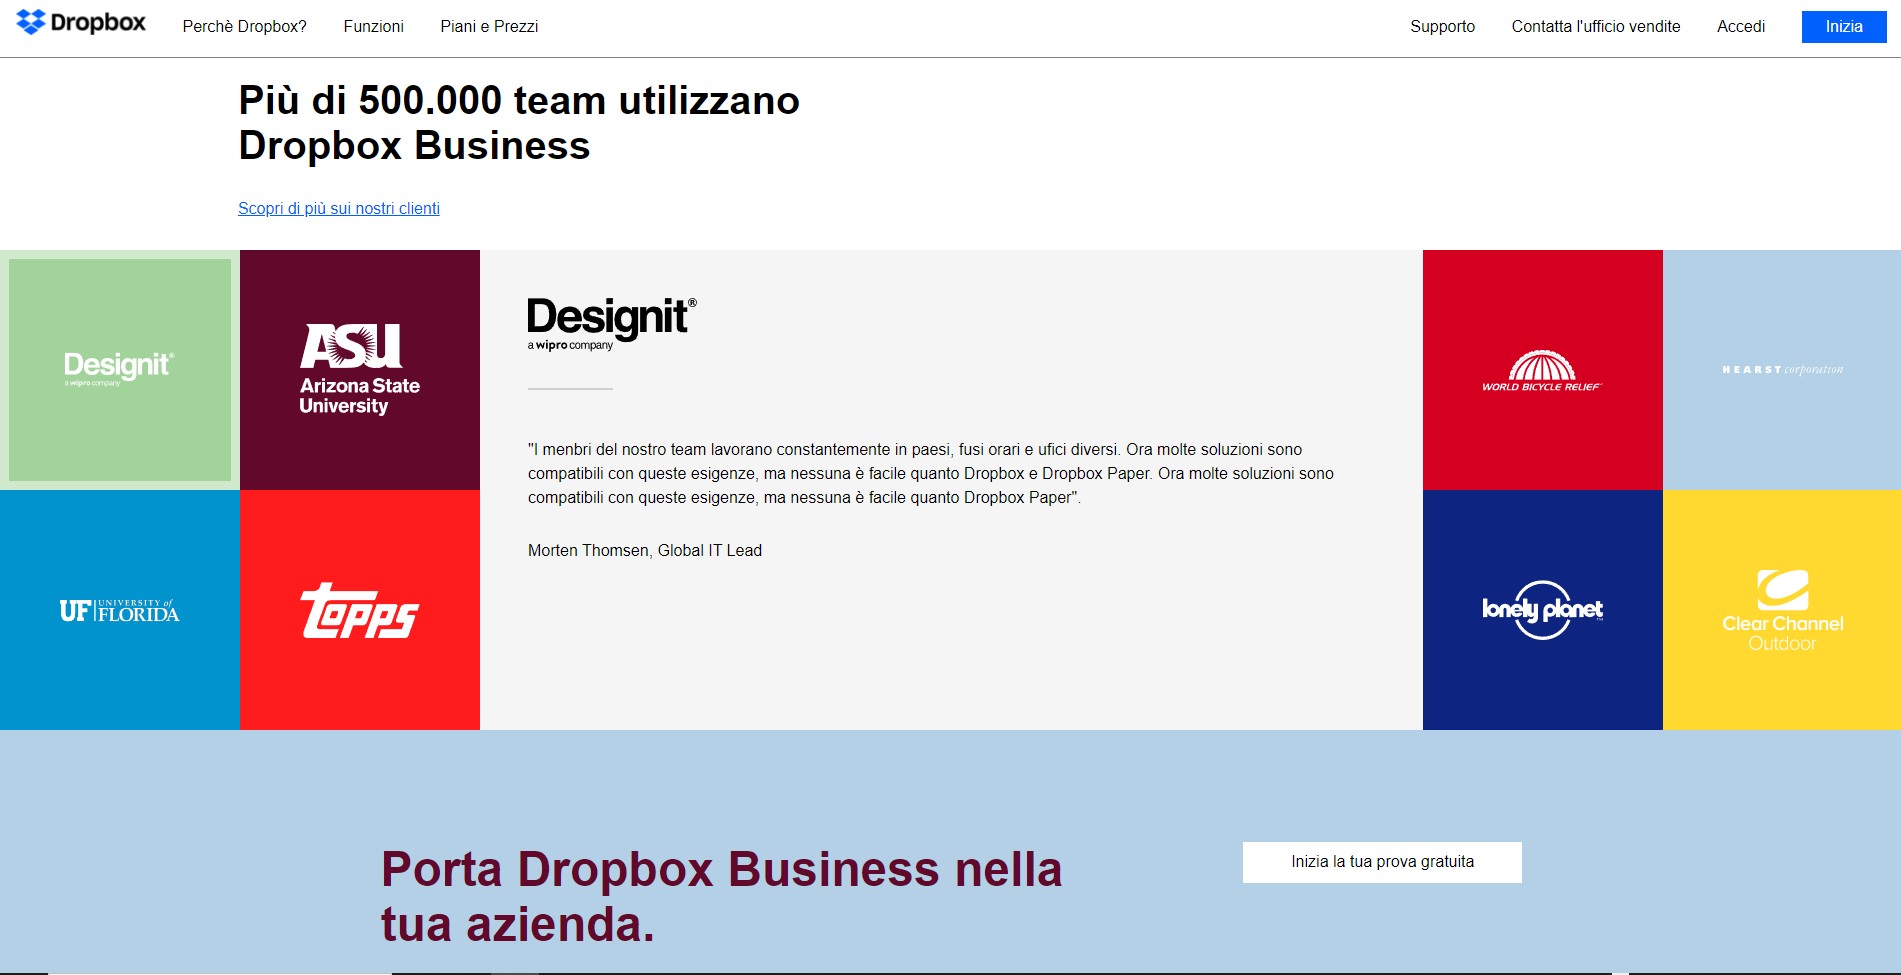 Dropbox Perchè Dropbox? Funzioni Piani e Prezzi Supporto Contatta l'ufficio vendite Accedi Inizia
Più di 500.000 team utilizzano
Dropbox Business
Scopri di più sui nostri clienti
Designit®
a wipro company
ASU
Arizona State
University
UF UNIVERSITY of
FLORIDA
Topps
Designit®
a wipro company
"I menbri del nostro team lavorano constantemente in paesi, fusi orari e ufici diversi. Ora molte soluzioni sono
compatibili con queste esigenze, ma nessuna è facile quanto Dropbox e Dropbox Paper. Ora molte soluzioni sono
compatibili con queste esigenze, ma nessuna è facile quanto Dropbox Paper".
Morten Thomsen, Global IT Lead
WORLD BICYCLE RELIEF
HEARST corporation
lonely planet
Clear Channel
Outdoor
Porta Dropbox Business nella
tua azienda.
Inizia la tua prova gratuita